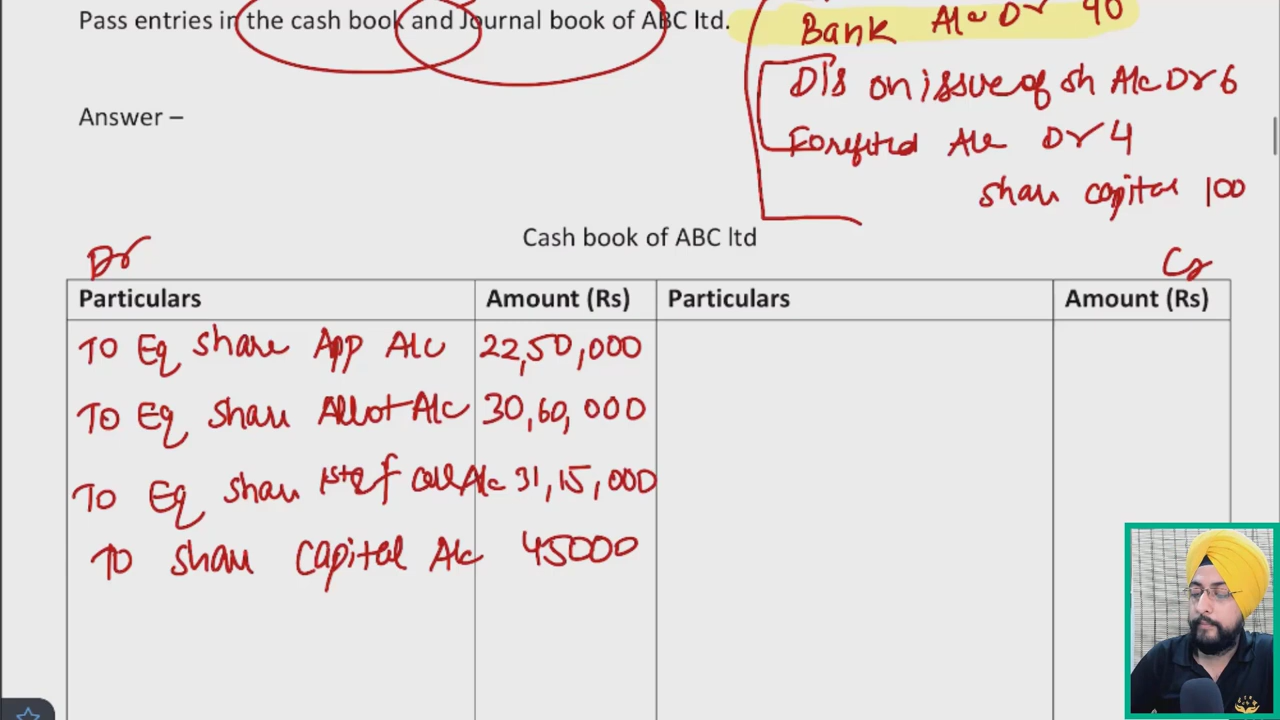 Pass entries in the cash book and Journal book of ABC ltd.
Bank A/c Dr 90
Dis on issue of sh A/c Dr 6
Answer –
Forefited A/c Dr 4
Share capital 100
Cash book of ABC ltd
Dr Cr
Particulars Amount (Rs) Particulars Amount (Rs)
To Eq share App A/c 22,50,000
To Eq share Allot A/c 30,60,000
To Eq share 1st & f call A/c 31,15,000
To share capital A/c 45000